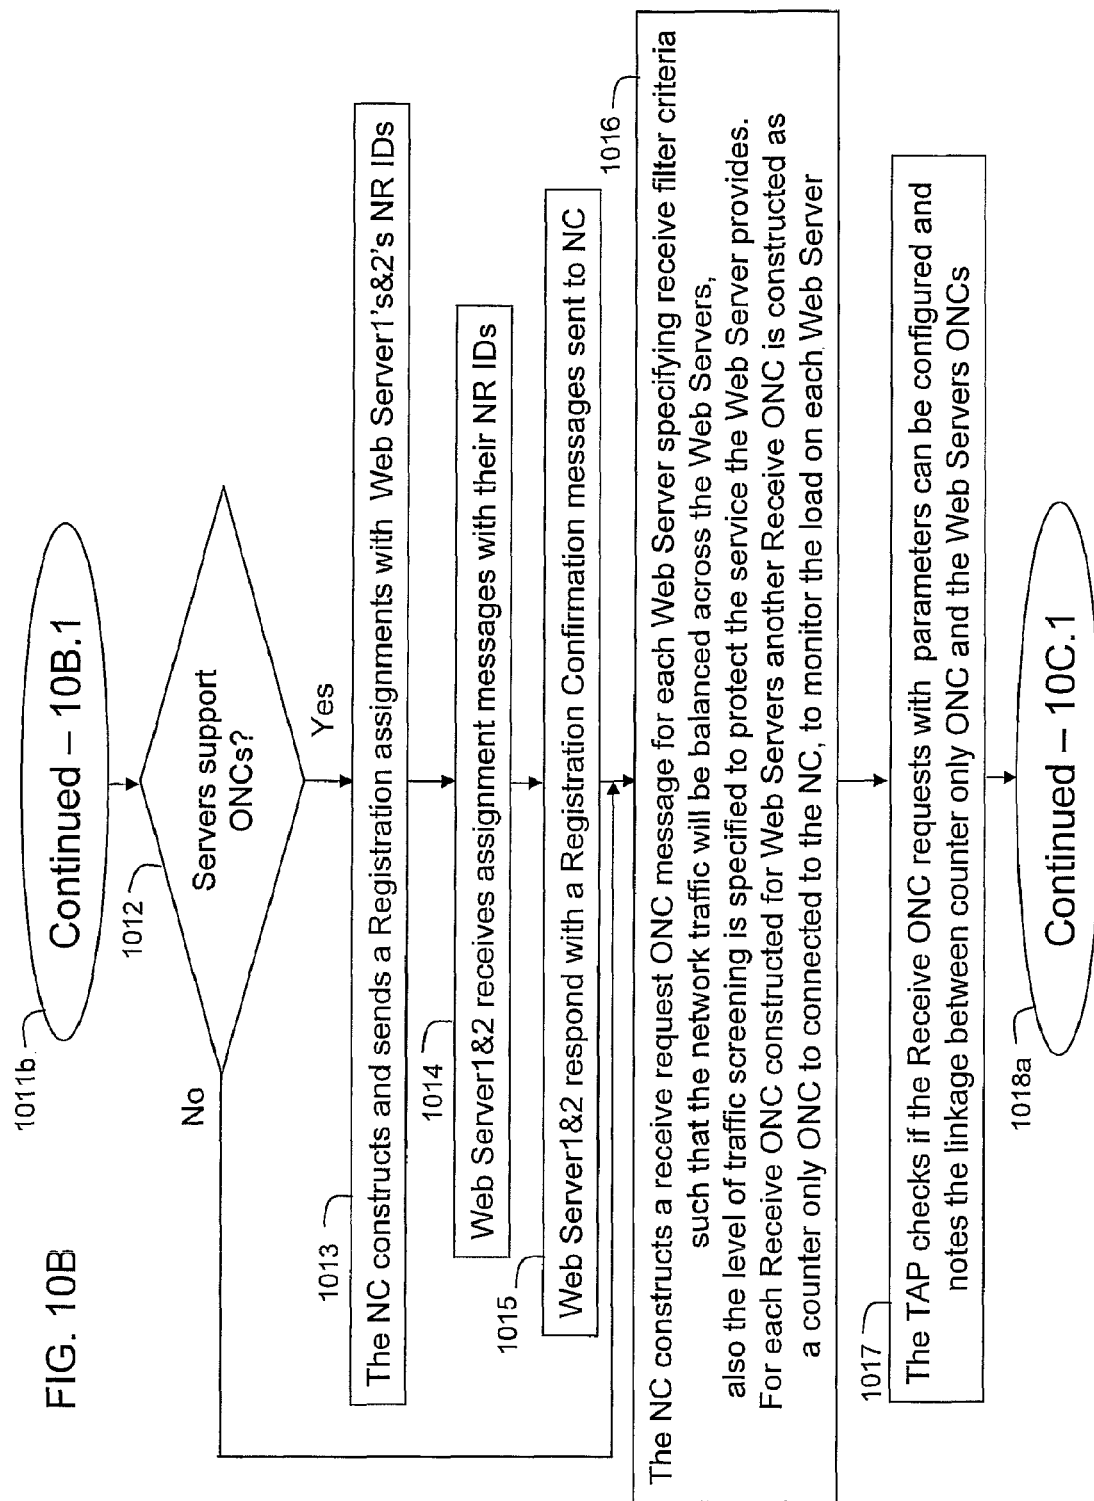 FIG. 10B
1011b
Continued – 10B.1
1012
Servers support
ONCs?
No
Yes
1013
The NC constructs and sends a Registration assignments with Web Server1's&2's NR IDs
1014
Web Server1&2 receives assignment messages with their NR IDs
1015
Web Server1&2 respond with a Registration Confirmation messages sent to NC
1016
The NC constructs a receive request ONC message for each Web Server specifying receive filter criteria
such that the network traffic will be balanced across the Web Servers,
also the level of traffic screening is specified to protect the service the Web Server provides.
For each Receive ONC constructed for Web Servers another Receive ONC is constructed as
a counter only ONC to connected to the NC, to monitor the load on each Web Server
1017
The TAP checks if the Receive ONC requests with parameters can be configured and
notes the linkage between counter only ONC and the Web Servers ONCs
1018a
Continued – 10C.1